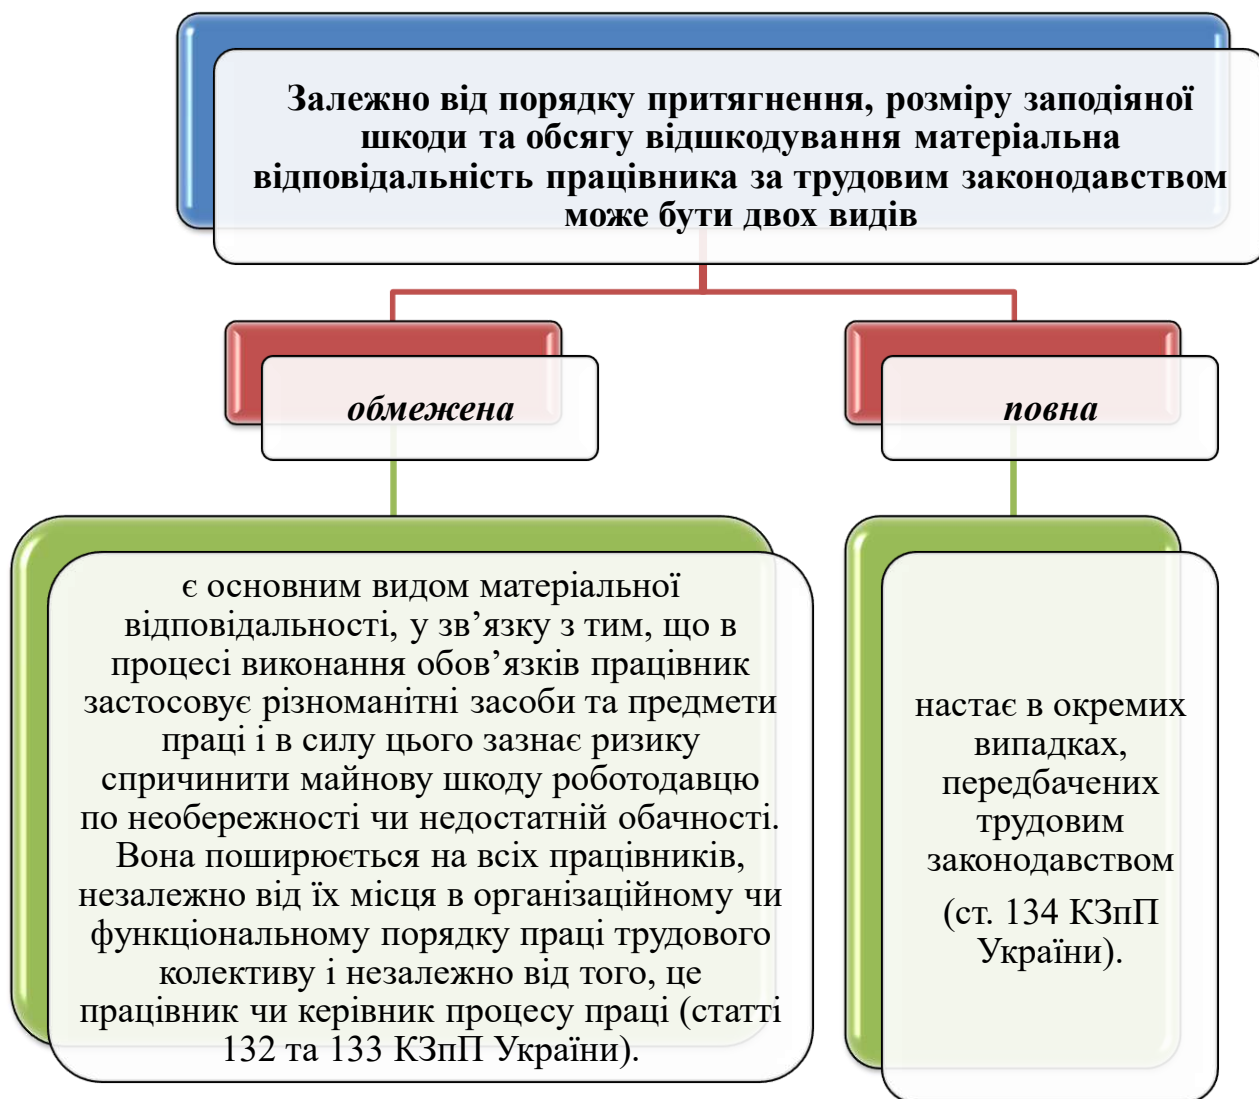 Залежно від порядку притягнення, розміру заподіяної
шкоди та обсягу відшкодування матеріальна
відповідальність працівника за трудовим законодавством
може бути двох видів
обмежена
повна
є основним видом матеріальної
відповідальності, у зв’язку з тим, що в
процесі виконання обов’язків працівник
застосовує різноманітні засоби та предмети
праці і в силу цього зазнає ризику
спричинити майнову шкоду роботодавцю
по необережності чи недостатній обачності.
Вона поширюється на всіх працівників,
незалежно від їх місця в організаційному чи
функціональному порядку праці трудового
колективу і незалежно від того, це
працівник чи керівник процесу праці (статті
132 та 133 КЗпП України).
настає в окремих
випадках,
передбачених
трудовим
законодавством
(ст. 134 КЗпП
України).